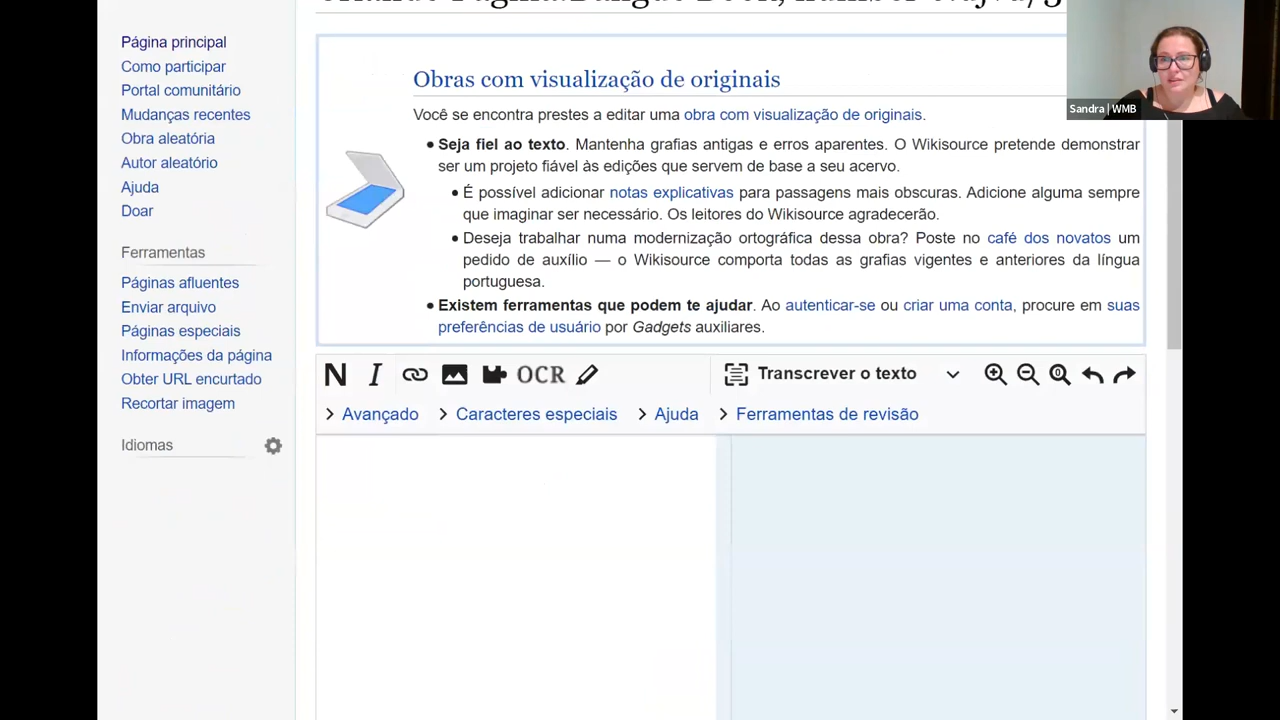 Página principal
Como participar
Portal comunitário
Mudanças recentes
Obra aleatória
Autor aleatório
Ajuda
Doar
Ferramentas
Páginas afluentes
Enviar arquivo
Páginas especiais
Informações da página
Obter URL encurtado
Recortar imagem
Idiomas
Obras com visualização de originais
Você se encontra prestes a editar uma obra com visualização de originais.
Seja fiel ao texto. Mantenha grafias antigas e erros aparentes. O Wikisource pretende demonstrar
ser um projeto fiável às edições que servem de base a seu acervo.
É possível adicionar notas explicativas para passagens mais obscuras. Adicione alguma sempre
que imaginar ser necessário. Os leitores do Wikisource agradecerão.
Deseja trabalhar numa modernização ortográfica dessa obra? Poste no café dos novatos um
pedido de auxílio — o Wikisource comporta todas as grafias vigentes e anteriores da língua
portuguesa.
Existem ferramentas que podem te ajudar. Ao autenticar-se ou criar uma conta, procure em suas
preferências de usuário por Gadgets auxiliares.
N I OCR Transcrever o texto
Avançado Caracteres especiais Ajuda Ferramentas de revisão
Sandra | WMB